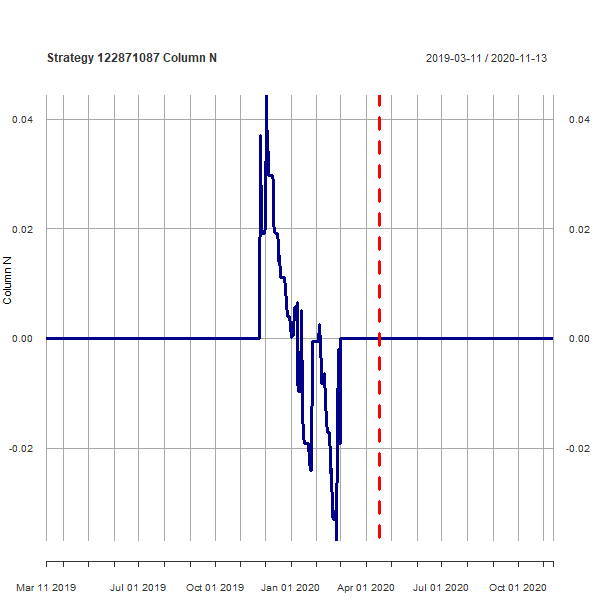 Strategy 122871087 Column N
2019-03-11 / 2020-11-13
0.04
0.04
0.02
0.02
0.00
0.00
-0.02
-0.02
Column N
Mar 11 2019
Jul 01 2019
Oct 01 2019
Jan 01 2020
Apr 01 2020
Jul 01 2020
Oct 01 2020